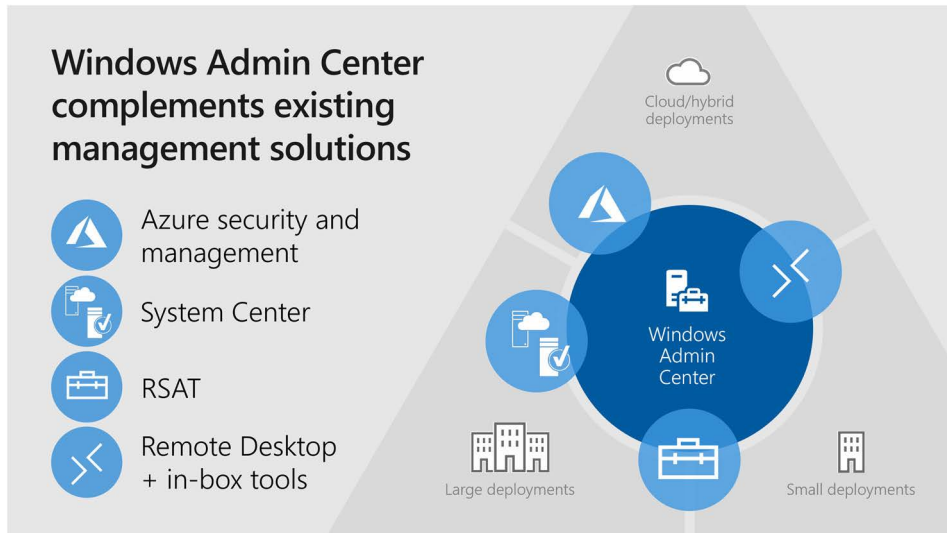 Windows Admin Center
complements existing
management solutions
Azure security and
management
System Center
RSAT
Remote Desktop
+ in-box tools
Cloud/hybrid
deployments
Windows
Admin
Center
Large deployments
Small deployments